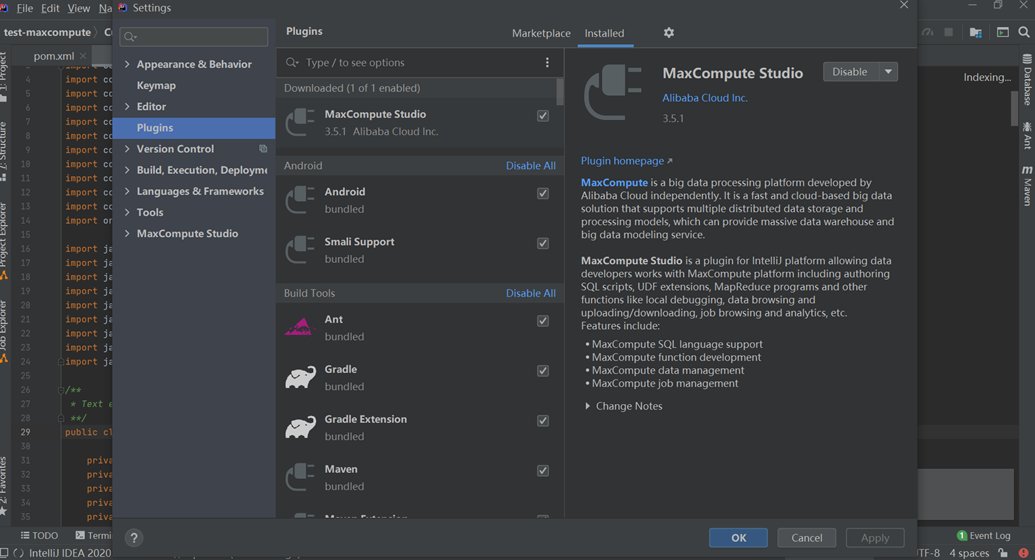 File Edit View Na
Settings
test-maxcompute
Plugins
Marketplace
Installed
pom.xml
Type / to see options
Indexing...
Appearance & Behavior
Keymap
Editor
Plugins
Version Control
Build, Execution, Deployme
Languages & Frameworks
Tools
MaxCompute Studio
Downloaded (1 of 1 enabled)
MaxCompute Studio
3.5.1 Alibaba Cloud Inc.
Android
Disable All
Android
bundled
Smali Support
bundled
Build Tools
Disable All
Ant
bundled
Gradle
bundled
Gradle Extension
bundled
Maven
bundled
Maven Extension
MaxCompute Studio
Disable
Alibaba Cloud Inc.
3.5.1
Plugin homepage
MaxCompute is a big data processing platform developed by
Alibaba Cloud independently. It is a fast and cloud-based big data
solution that supports multiple distributed data storage and
processing models, which can provide massive data warehouse and
big data modeling service.
MaxCompute Studio is a plugin for IntelliJ platform allowing data
developers works with MaxCompute platform including authoring
SQL scripts, UDF extensions, MapReduce programs and other
functions like local debugging, data browsing and
uploading/downloading, job browsing and analytics, etc.
Features include:
• MaxCompute SQL language support
• MaxCompute function development
• MaxCompute data management
• MaxCompute job management
Change Notes
1: Project
7: Structure
Project Explorer
Job Explorer
2: Favorites
4 import co
5 import co
6 import co
7 import co
8 import co
9 import co
10 import co
11 import co
12 import co
13 import co
14 import or
15
16 import ja
17 import ja
18 import ja
19 import ja
20 import ja
21 import ja
22 import ja
23 import ja
24 import ja
25
26 /**
27 * Text e
28 **/
29 public cl
30
31 priva
32 priva
33 priva
34 priva
35 priva
Database
Ant
m Maven
? OK Cancel Apply
TODO
Termi
1 Event Log
IntelliJ IDEA 2020
UTF-8 4 spaces